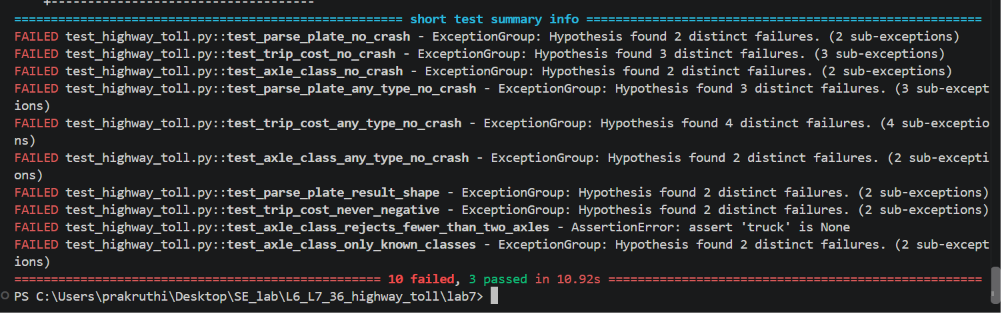 +------------------------------------
==================================================== short test summary info =====================================================
FAILED test_highway_toll.py::test_parse_plate_no_crash - ExceptionGroup: Hypothesis found 2 distinct failures. (2 sub-exceptions)
FAILED test_highway_toll.py::test_trip_cost_no_crash - ExceptionGroup: Hypothesis found 3 distinct failures. (3 sub-exceptions)
FAILED test_highway_toll.py::test_axle_class_no_crash - ExceptionGroup: Hypothesis found 2 distinct failures. (2 sub-exceptions)
FAILED test_highway_toll.py::test_parse_plate_any_type_no_crash - ExceptionGroup: Hypothesis found 3 distinct failures. (3 sub-except
ions)
FAILED test_highway_toll.py::test_trip_cost_any_type_no_crash - ExceptionGroup: Hypothesis found 4 distinct failures. (4 sub-exceptio
ns)
FAILED test_highway_toll.py::test_axle_class_any_type_no_crash - ExceptionGroup: Hypothesis found 2 distinct failures. (2 sub-excepti
ons)
FAILED test_highway_toll.py::test_parse_plate_result_shape - ExceptionGroup: Hypothesis found 2 distinct failures. (2 sub-exceptions)
FAILED test_highway_toll.py::test_trip_cost_never_negative - ExceptionGroup: Hypothesis found 2 distinct failures. (2 sub-exceptions)
FAILED test_highway_toll.py::test_axle_class_rejects_fewer_than_two_axles - AssertionError: assert 'truck' is None
FAILED test_highway_toll.py::test_axle_class_only_known_classes - ExceptionGroup: Hypothesis found 2 distinct failures. (2 sub-except
ions)
================================================= 10 failed, 3 passed in 10.92s ==================================================
PS C:\Users\prakruthi\Desktop\SE_lab\L6_L7_36_highway_toll\lab7>